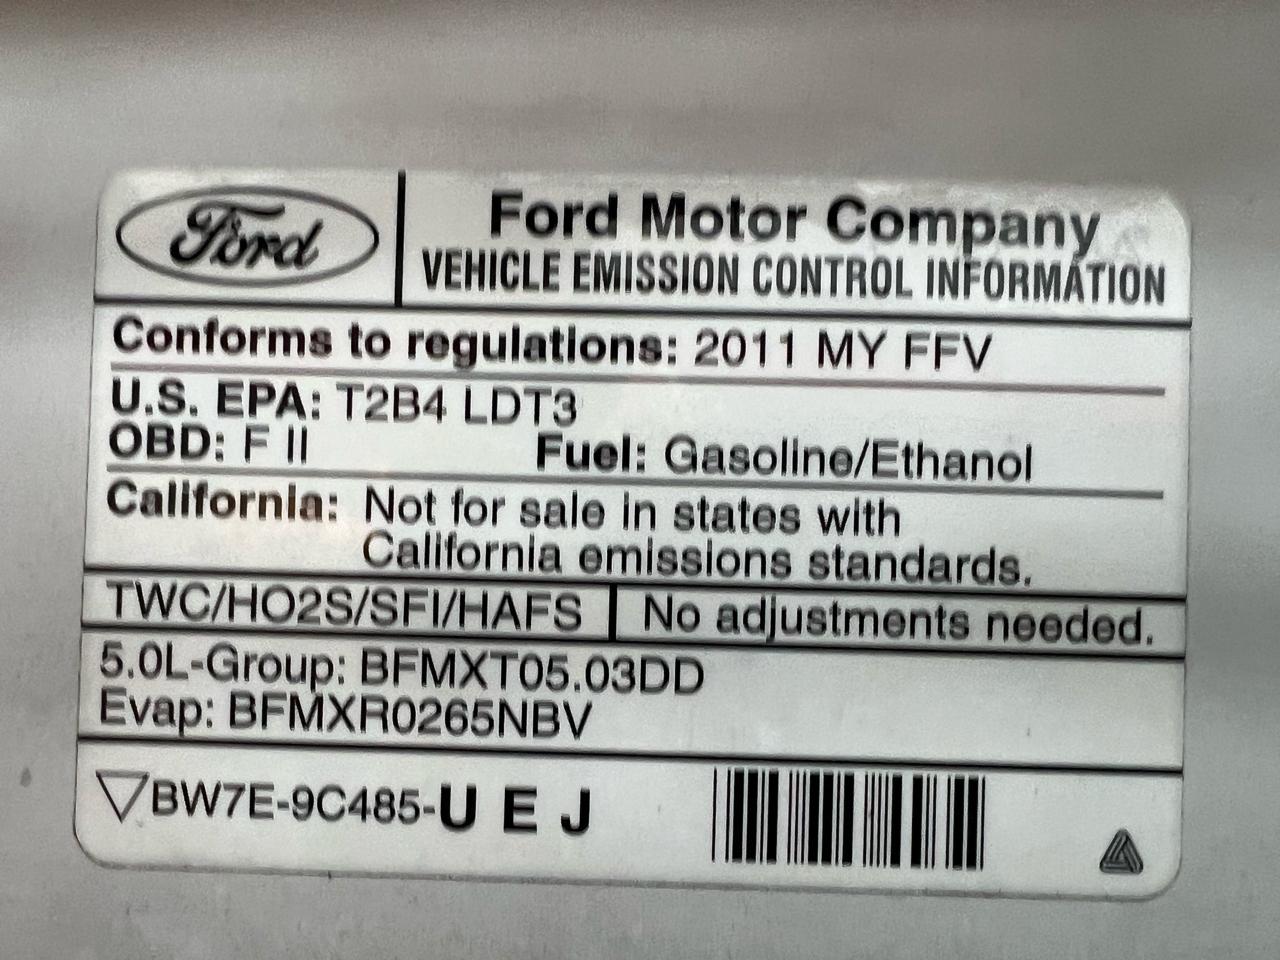 Ford
Ford Motor Company
VEHICLE EMISSION CONTROL INFORMATION
Conforms to regulations: 2011 MY FFV
U.S. EPA: T2B4 LDT3
OBD: F II Fuel: Gasoline/Ethanol
California: Not for sale in states with
California emissions standards.
TWC/HO2S/SFI/HAFS No adjustments needed.
5.0L-Group: BFMXT05.03DD
Evap: BFMXR0265NBV
BW7E-9C485-U E J